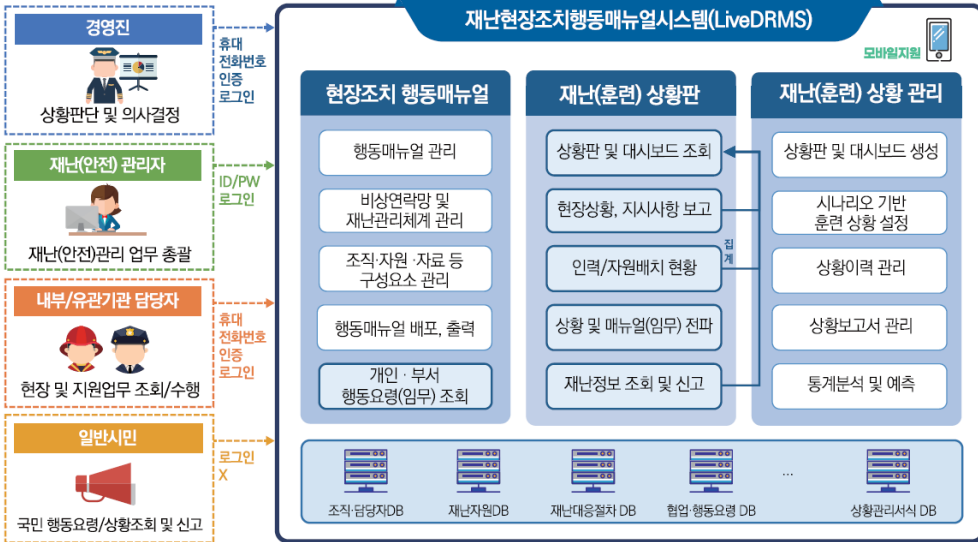 경영진
상황판단 및 의사결정
휴대
전화번호
인증
로그인
재난(안전) 관리자
재난(안전)관리 업무 총괄
ID/PW
로그인
내부/유관기관 담당자
현장 및 지원업무 조회/수행
휴대
전화번호
인증
로그인
일반시민
국민 행동요령/상황조회 및 신고
로그인
X
재난현장조치행동매뉴얼시스템(LiveDRMS)
모바일지원
현장조치 행동매뉴얼
행동매뉴얼 관리
비상연락망 및
재난관리체계 관리
조직·자원·자료 등
구성요소 관리
행동매뉴얼 배포, 출력
개인·부서
행동요령(임무) 조회
재난(훈련) 상황판
상황판 및 대시보드 조회
현장상황, 지시사항 보고
인력/자원배치 현황
상황 및 매뉴얼(임무) 전파
재난정보 조회 및 신고
집
계
재난(훈련) 상황 관리
상황판 및 대시보드 생성
시나리오 기반
훈련 상황 설정
상황이력 관리
상황보고서 관리
통계분석 및 예측
조직·담당자DB
재난자원DB
재난대응절차 DB
협업·행동요령 DB
...
상황관리서식 DB